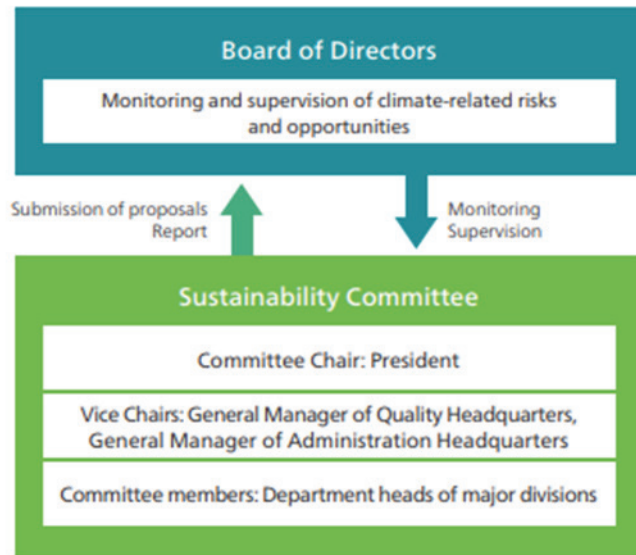 Board of Directors
Monitoring and supervision of climate-related risks
and opportunities
Submission of proposals
Report
Monitoring
Supervision
Sustainability Committee
Committee Chair: President
Vice Chairs: General Manager of Quality Headquarters,
General Manager of Administration Headquarters
Committee members: Department heads of major divisions